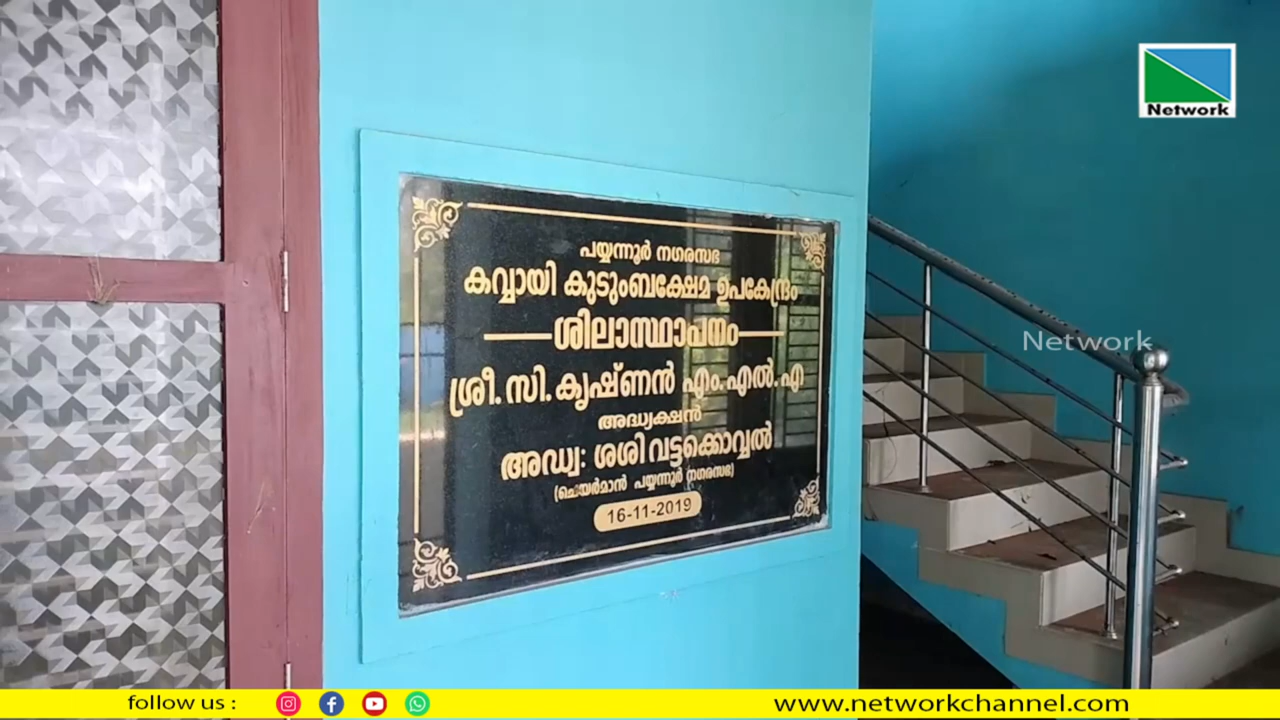 Network
പയ്യന്നൂർ നഗരസഭ
കവ്വായി കുടുംബക്ഷേമ ഉപകേന്ദ്രം
ശിലാസ്ഥാപനം
ശ്രീ. സി. കൃഷ്ണൻ എം. എൽ. എ
അദ്ധ്യക്ഷൻ
അഡ്വ: ശശി വട്ടക്കൊവ്വൽ
(ചെയർമാൻ പയ്യന്നൂർ നഗരസഭ)
16-11-2019
Network
follow us :
www.networkchannel.com